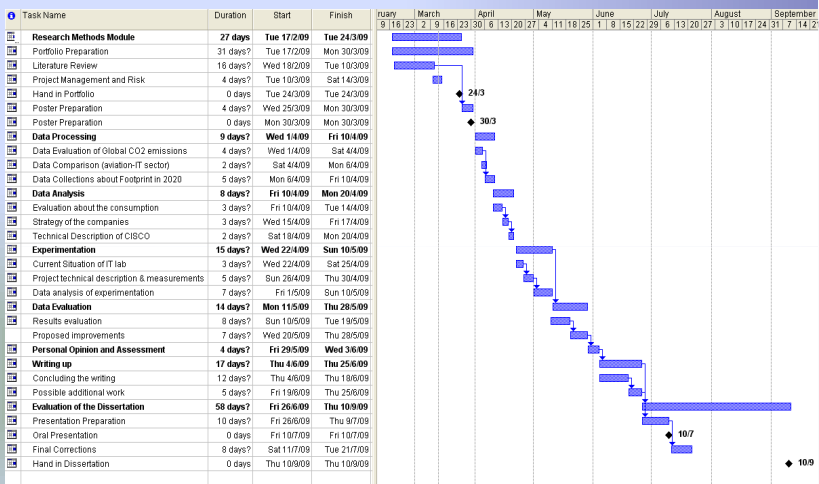 Task Name Duration Start Finish ruary March April May June July August September
9 16 23 2 9 16 23 30 6 13 20 27 4 11 18 25 1 8 15 22 29 6 13 20 27 3 10 17 24 31 7 14 21
Research Methods Module 27 days Tue 17/2/09 Tue 24/3/09
Portfolio Preparation 31 days? Tue 17/2/09 Mon 30/3/09
Literature Review 16 days? Wed 18/2/09 Tue 10/3/09
Project Management and Risk 4 days? Tue 10/3/09 Sat 14/3/09
Hand in Portfolio 0 days Tue 24/3/09 Tue 24/3/09 24/3
Poster Preparation 4 days? Wed 25/3/09 Mon 30/3/09
Poster Preparation 0 days Mon 30/3/09 Mon 30/3/09 30/3
Data Processing 9 days? Wed 1/4/09 Fri 10/4/09
Data Evaluation of Global CO2 emissions 4 days? Wed 1/4/09 Sat 4/4/09
Data Comparison (aviation-IT sector) 2 days? Sat 4/4/09 Mon 6/4/09
Data Collections about Footprint in 2020 5 days? Mon 6/4/09 Fri 10/4/09
Data Analysis 8 days? Fri 10/4/09 Mon 20/4/09
Evaluation about the consumption 3 days? Fri 10/4/09 Tue 14/4/09
Strategy of the companies 3 days? Wed 15/4/09 Fri 17/4/09
Technical Description of CISCO 2 days? Sat 18/4/09 Mon 20/4/09
Experimentation 15 days? Wed 22/4/09 Sun 10/5/09
Current Situation of IT lab 3 days? Wed 22/4/09 Sat 25/4/09
Project technical description & measurements 5 days? Sun 26/4/09 Thu 30/4/09
Data analysis of experimentation 7 days? Fri 1/5/09 Sun 10/5/09
Data Evaluation 14 days? Mon 11/5/09 Thu 28/5/09
Results evaluation 8 days? Sun 10/5/09 Tue 19/5/09
Proposed improvements 7 days? Wed 20/5/09 Thu 28/5/09
Personal Opinion and Assessment 4 days? Fri 29/5/09 Wed 3/6/09
Writing up 17 days? Thu 4/6/09 Thu 25/6/09
Concluding the writing 12 days? Thu 4/6/09 Thu 18/6/09
Possible additional work 5 days? Fri 19/6/09 Thu 25/6/09
Evaluation of the Dissertation 58 days? Fri 26/6/09 Thu 10/9/09
Presentation Preparation 10 days? Fri 26/6/09 Thu 9/7/09
Oral Presentation 0 days Fri 10/7/09 Fri 10/7/09 10/7
Final Corrections 8 days? Sat 11/7/09 Tue 21/7/09
Hand in Dissertation 0 days Thu 10/9/09 Thu 10/9/09 10/9